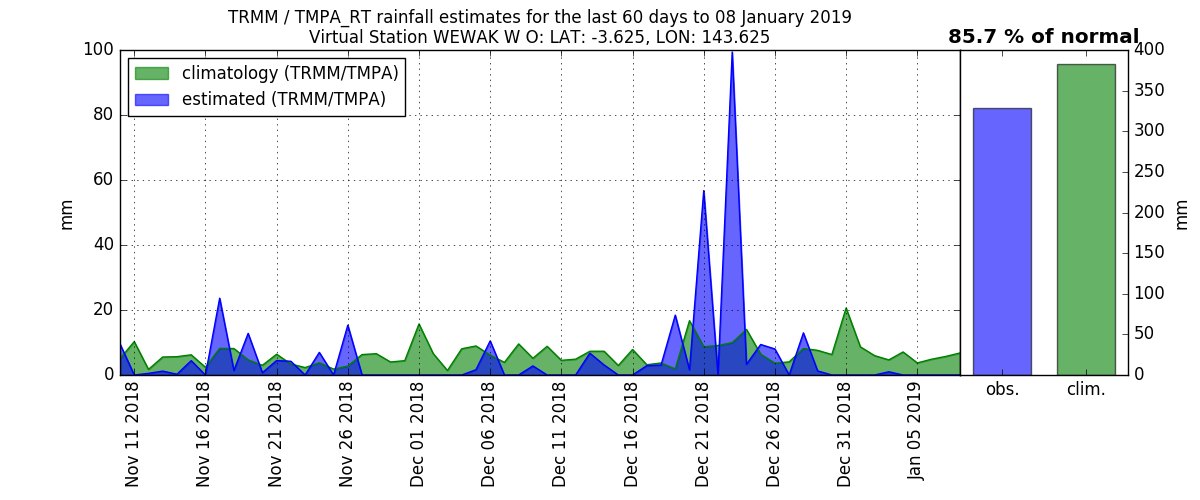 TRMM / TMPA_RT rainfall estimates for the last 60 days to 08 January 2019
Virtual Station WEWAK W O: LAT: -3.625, LON: 143.625
85.7 % of normal
climatology (TRMM/TMPA)
estimated (TRMM/TMPA)
100
80
60
40
20
0
mm
Nov 11 2018
Nov 16 2018
Nov 21 2018
Nov 26 2018
Dec 01 2018
Dec 06 2018
Dec 11 2018
Dec 16 2018
Dec 21 2018
Dec 26 2018
Dec 31 2018
Jan 05 2019
400
350
300
250
200
150
100
50
0
mm
obs.
clim.